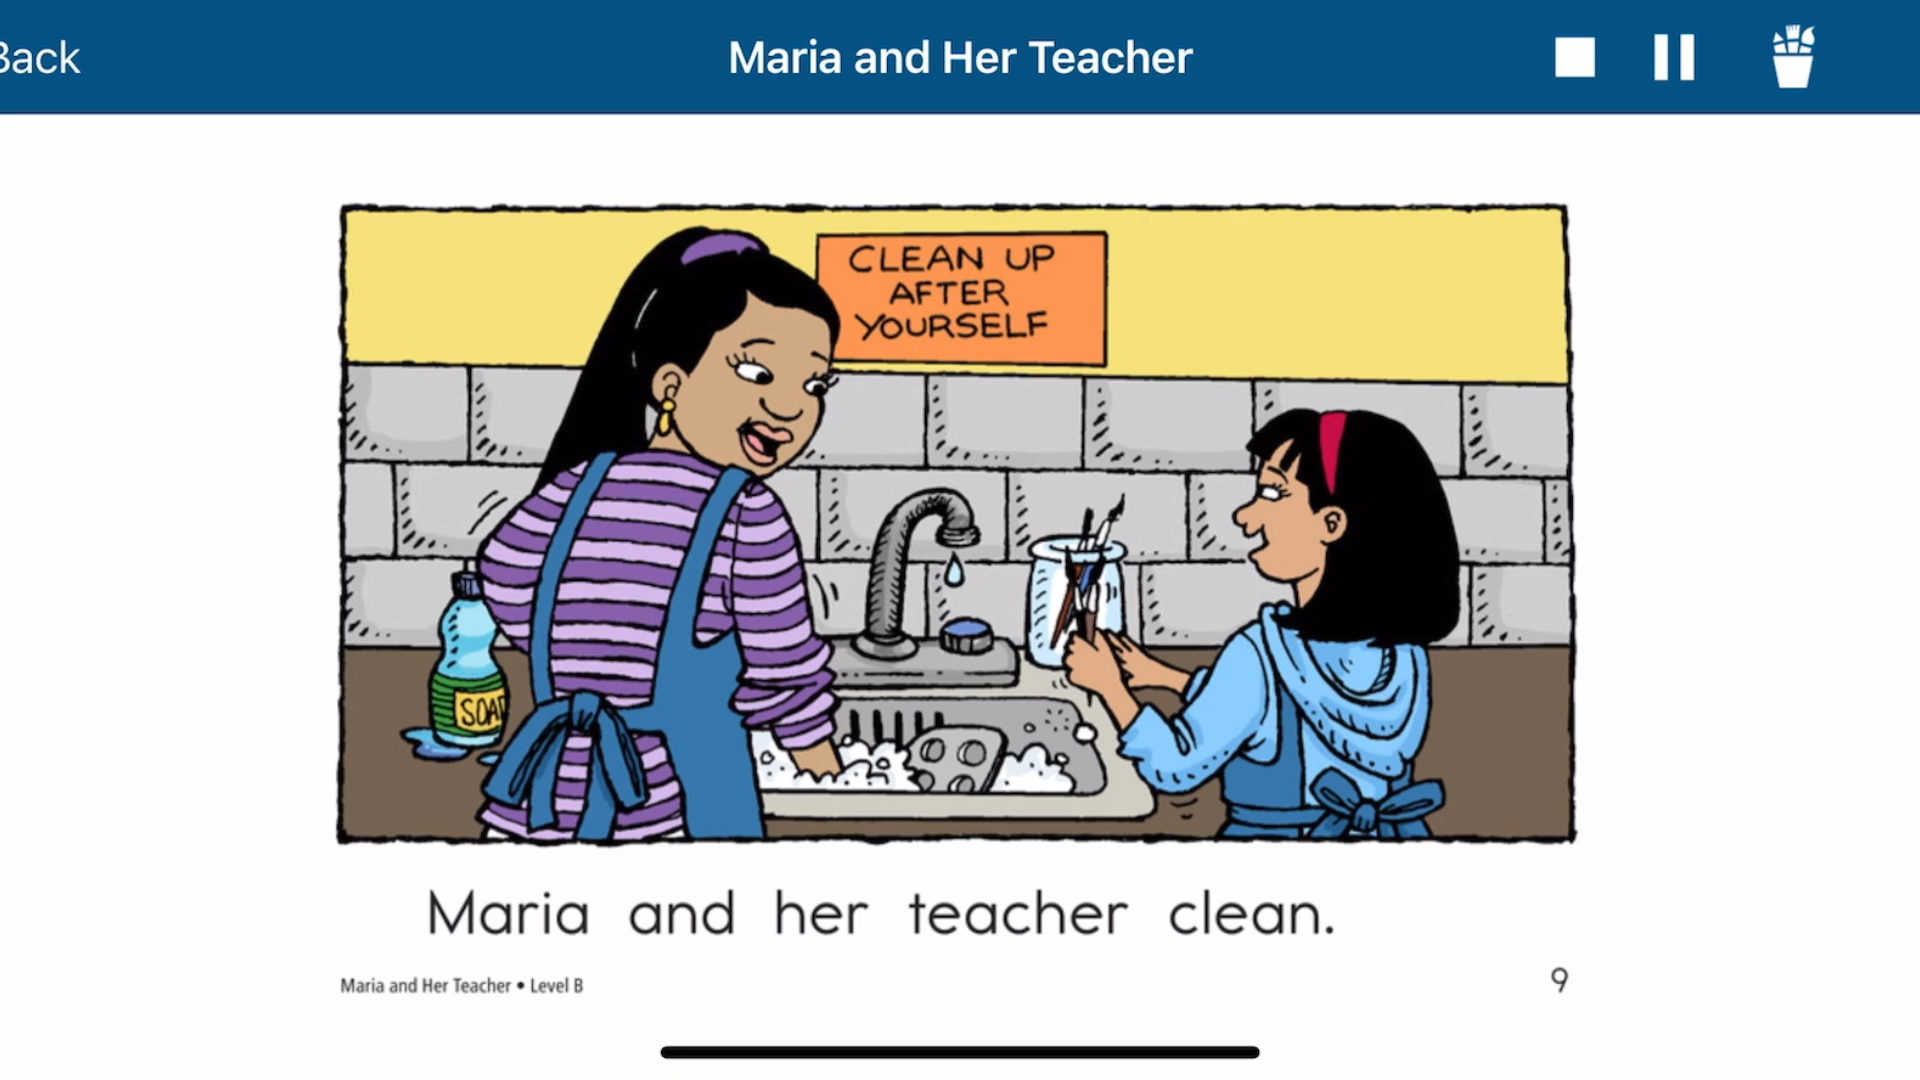 Back
Maria and Her Teacher
CLEAN UP
AFTER
YOURSELF
SOAP
Maria and her teacher clean.
Maria and Her Teacher • Level B
9